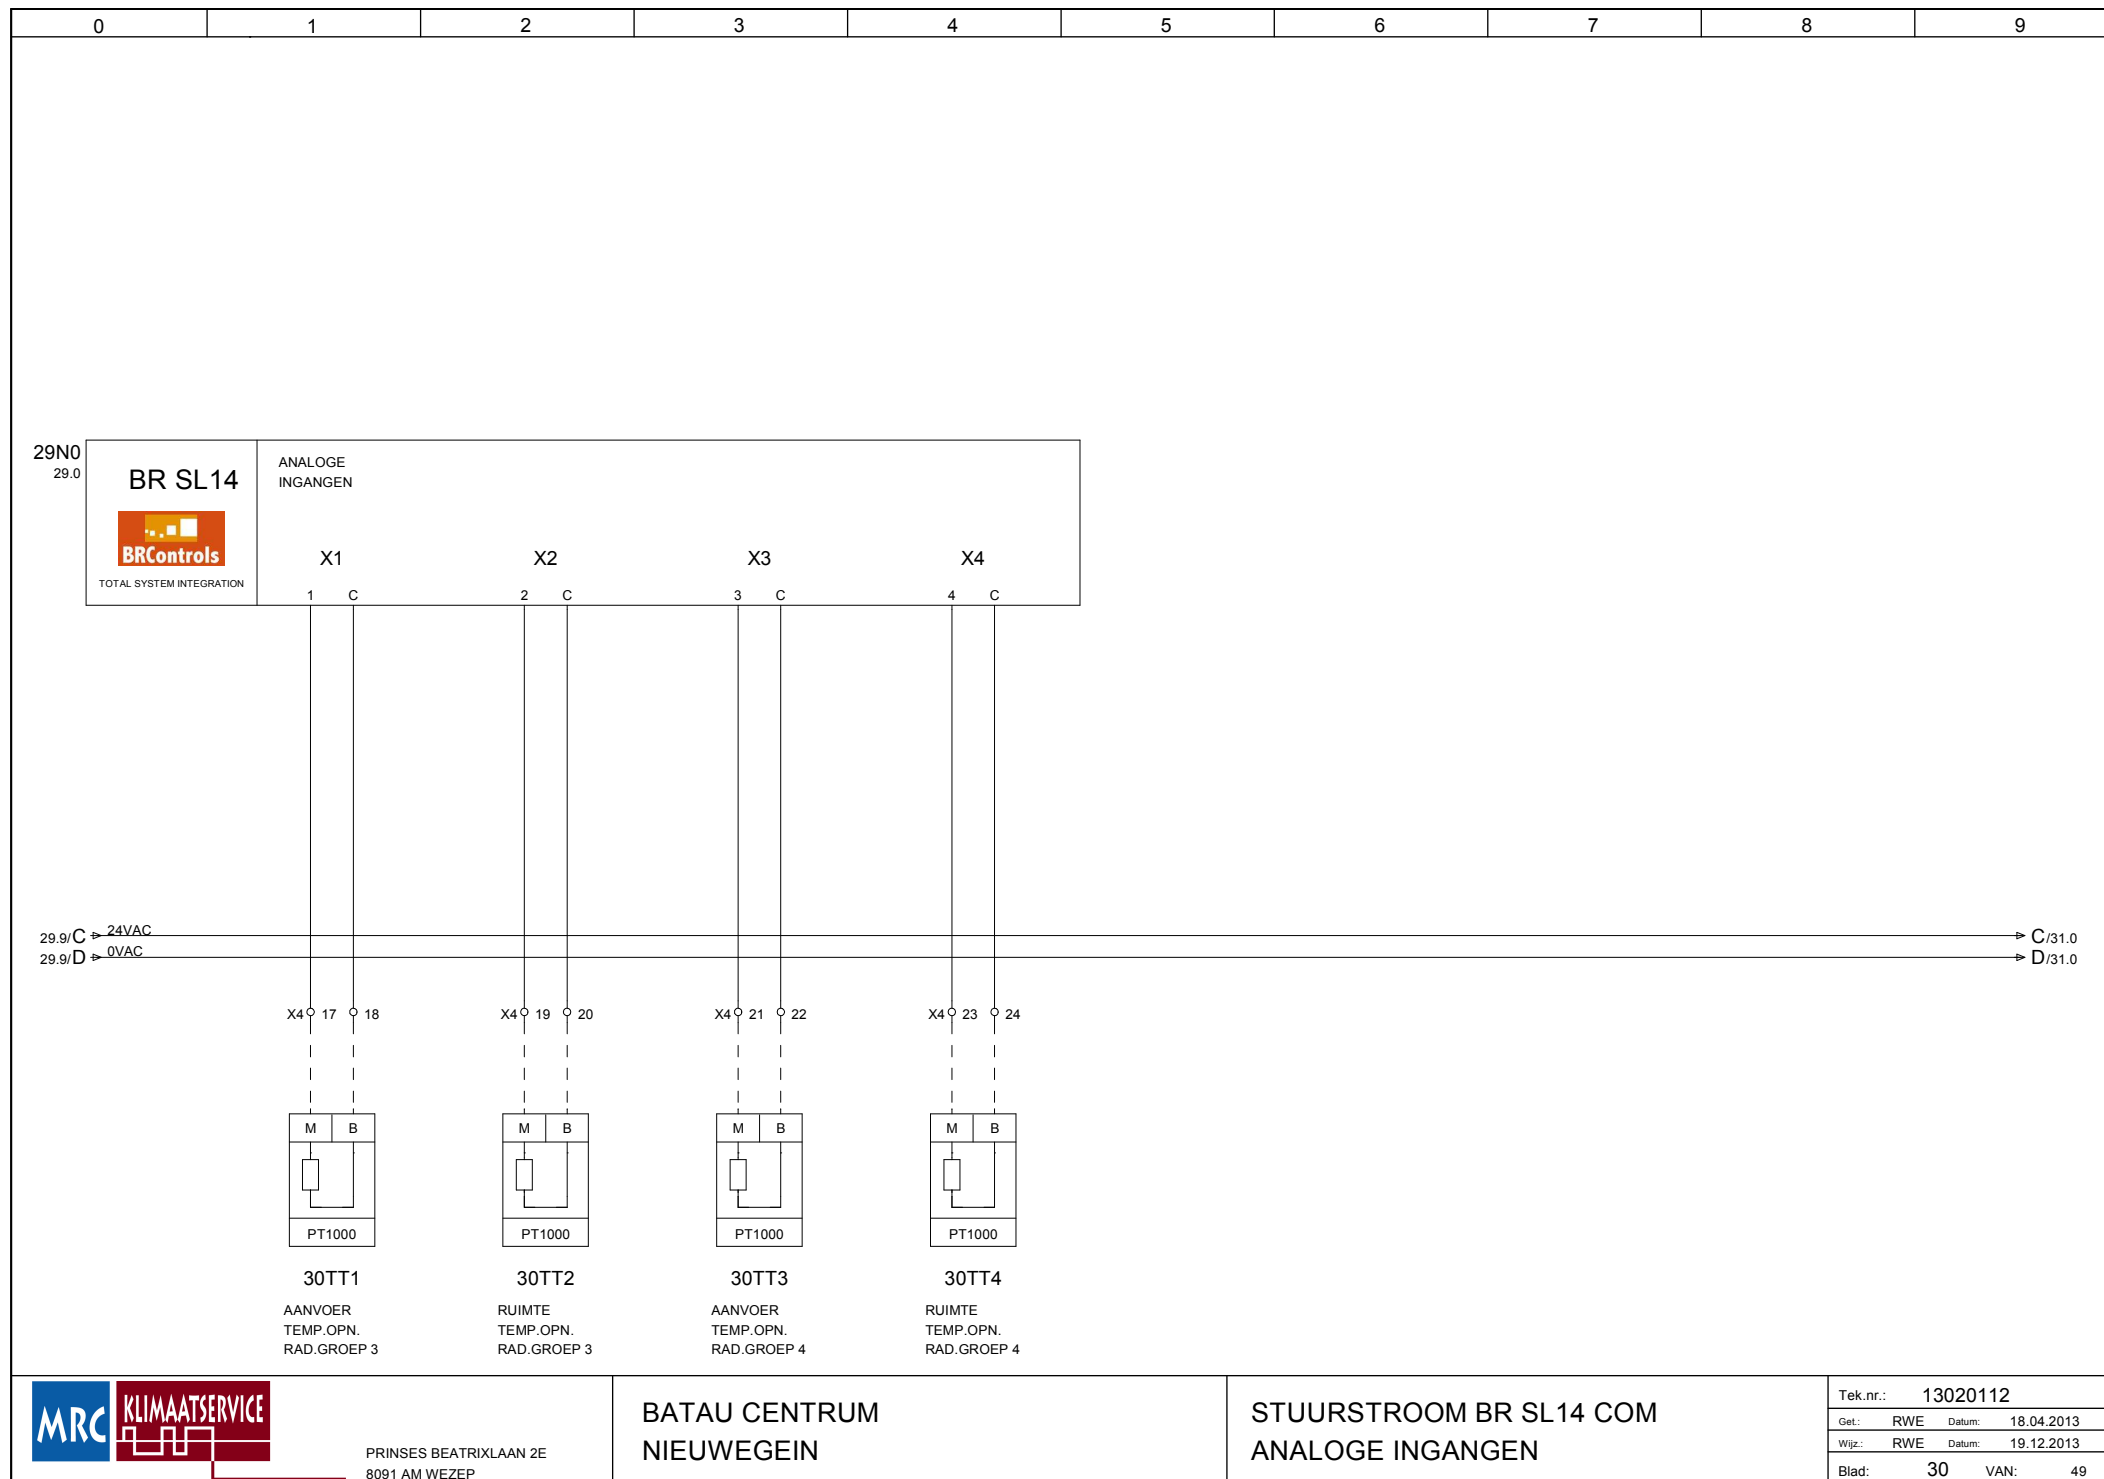 0 1 2 3 4 5 6 7 8 9
29N0
29.0
BR SL14
BRControls
TOTAL SYSTEM INTEGRATION
ANALOGE
INGANGEN
X1 X2 X3 X4
1 C 2 C 3 C 4 C
29.9/C 24VAC C/31.0
29.9/D 0VAC D/31.0
X4 17 18 X4 19 20 X4 21 22 X4 23 24
M B M B M B M B
PT1000 PT1000 PT1000 PT1000
30TT1 30TT2 30TT3 30TT4
AANVOER
TEMP.OPN.
RAD.GROEP 3
RUIMTE
TEMP.OPN.
RAD.GROEP 3
AANVOER
TEMP.OPN.
RAD.GROEP 4
RUIMTE
TEMP.OPN.
RAD.GROEP 4
MRC KLIMAATSERVICE
PRINSES BEATRIXLAAN 2E
8091 AM WEZEP
BATAU CENTRUM
NIEUWEGEIN
STUURSTROOM BR SL14 COM
ANALOGE INGANGEN
Tek.nr.: 13020112
Get.: RWE Datum: 18.04.2013
Wijz.: RWE Datum: 19.12.2013
Blad: 30 VAN: 49